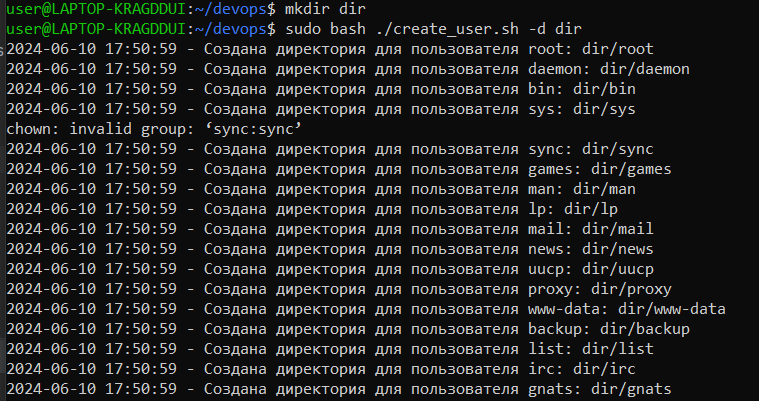 user@LAPTOP-KRAGDDUI:~/devops$ mkdir dir
user@LAPTOP-KRAGDDUI:~/devops$ sudo bash ./create_user.sh -d dir
2024-06-10 17:50:59 - Создана директория для пользователя root: dir/root
2024-06-10 17:50:59 - Создана директория для пользователя daemon: dir/daemon
2024-06-10 17:50:59 - Создана директория для пользователя bin: dir/bin
2024-06-10 17:50:59 - Создана директория для пользователя sys: dir/sys
chown: invalid group: ‘sync:sync’
2024-06-10 17:50:59 - Создана директория для пользователя sync: dir/sync
2024-06-10 17:50:59 - Создана директория для пользователя games: dir/games
2024-06-10 17:50:59 - Создана директория для пользователя man: dir/man
2024-06-10 17:50:59 - Создана директория для пользователя lp: dir/lp
2024-06-10 17:50:59 - Создана директория для пользователя mail: dir/mail
2024-06-10 17:50:59 - Создана директория для пользователя news: dir/news
2024-06-10 17:50:59 - Создана директория для пользователя uucp: dir/uucp
2024-06-10 17:50:59 - Создана директория для пользователя proxy: dir/proxy
2024-06-10 17:50:59 - Создана директория для пользователя www-data: dir/www-data
2024-06-10 17:50:59 - Создана директория для пользователя backup: dir/backup
2024-06-10 17:50:59 - Создана директория для пользователя list: dir/list
2024-06-10 17:50:59 - Создана директория для пользователя irc: dir/irc
2024-06-10 17:50:59 - Создана директория для пользователя gnats: dir/gnats